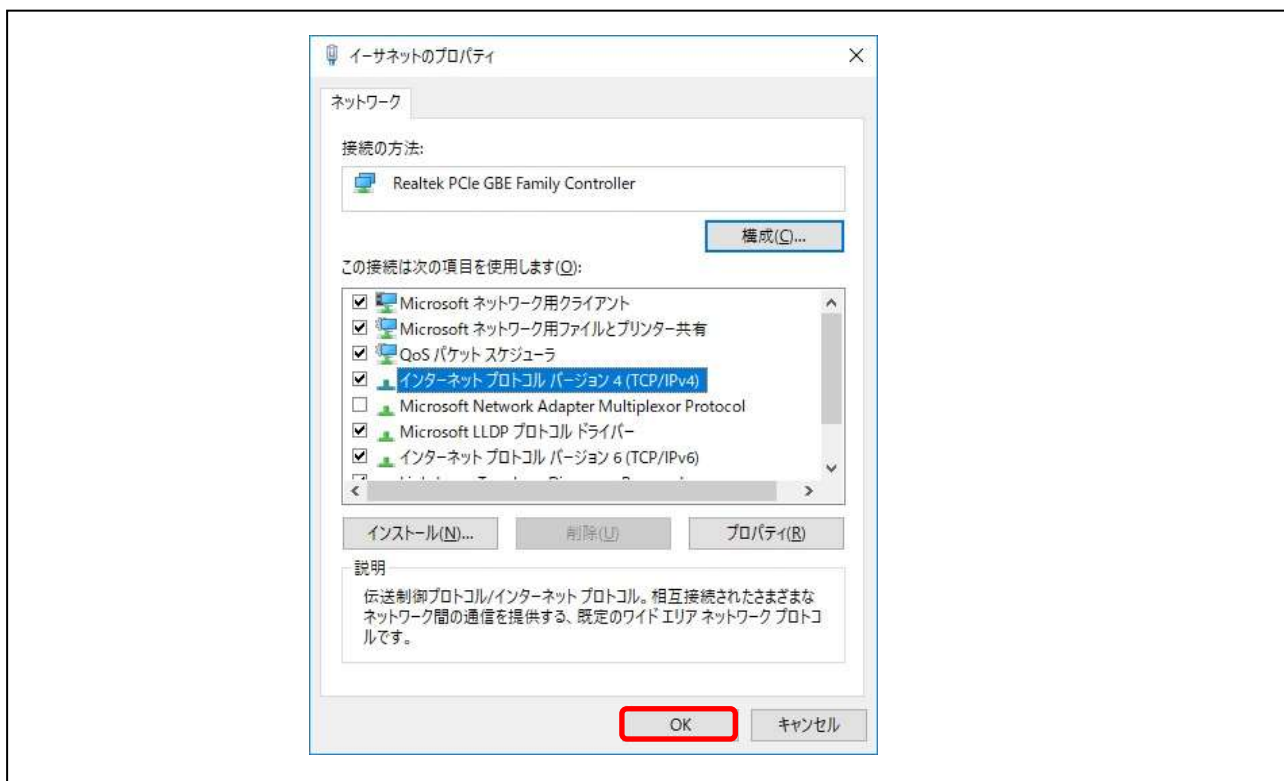 イーサネットのプロパティ
ネットワーク
接続の方法:
Realtek PCIe GBE Family Controller
構成(C)...
この接続は次の項目を使用します(O):
Microsoft ネットワーク用クライアント
Microsoft ネットワーク用ファイルとプリンター共有
QoS パケット スケジューラ
インターネット プロトコル バージョン 4 (TCP/IPv4)
Microsoft Network Adapter Multiplexor Protocol
Microsoft LLDP プロトコル ドライバー
インターネット プロトコル バージョン 6 (TCP/IPv6)
インストール(N)...
削除(U)
プロパティ(R)
説明
伝送制御プロトコル/インターネット プロトコル。相互接続されたさまざまな
ネットワーク間の通信を提供する、既定のワイド エリア ネットワーク プロトコ
ルです。
OK
キャンセル